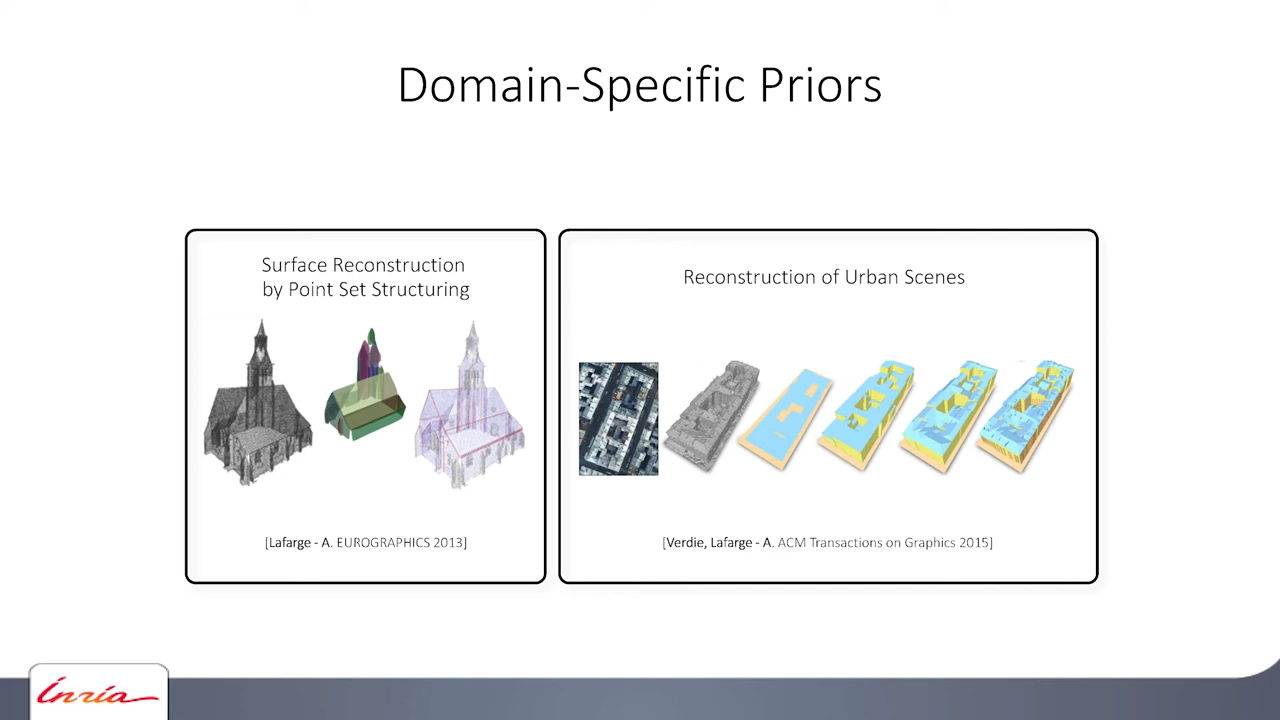 Domain-Specific Priors
Surface Reconstruction
by Point Set Structuring
[Lafarge - A. EUROGRAPHICS 2013]
Reconstruction of Urban Scenes
[Verdie, Lafarge - A. ACM Transactions on Graphics 2015]
Inria